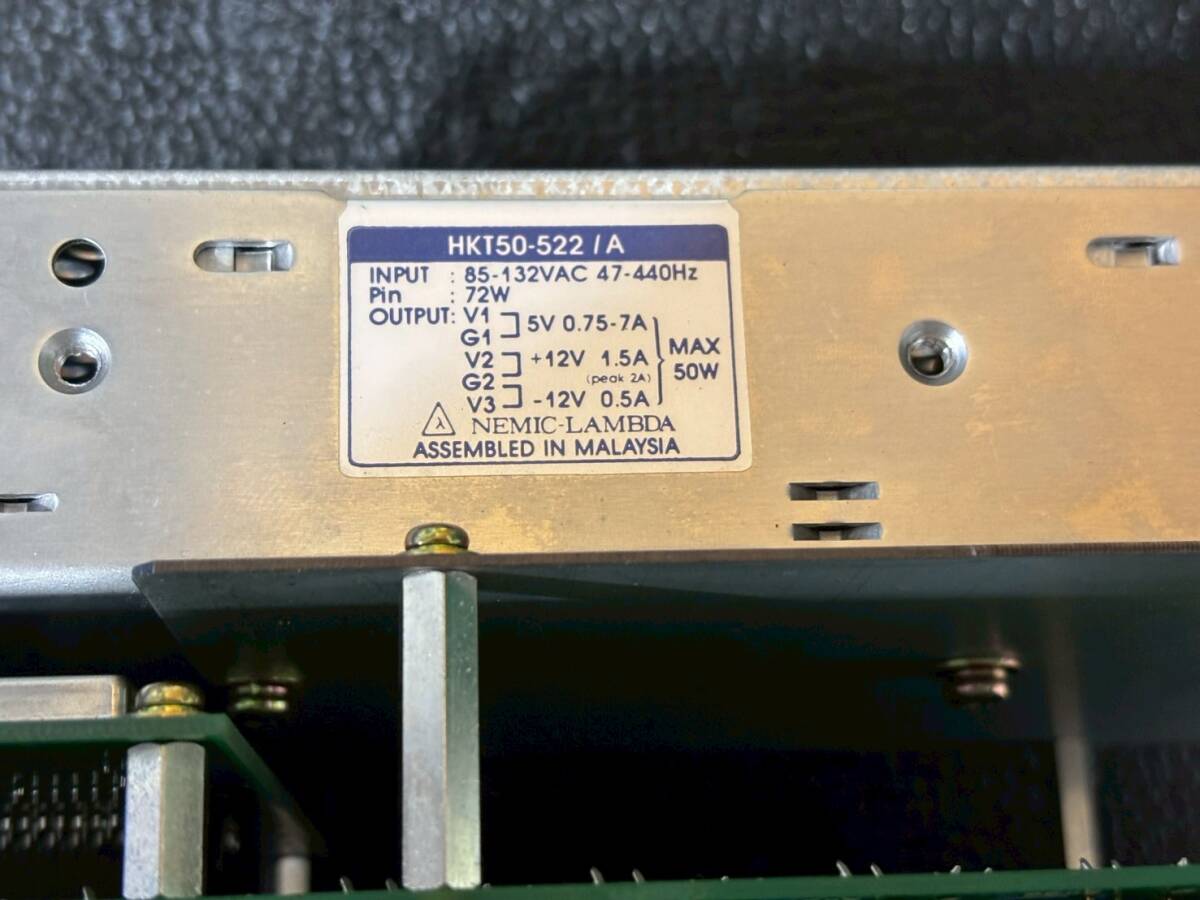 HKT50-522 / A
INPUT : 85-132VAC 47-440Hz
Pin : 72W
OUTPUT: V1
G1
5V 0.75-7A
V2
G2
+12V 1.5A
(peak 2A)
V3
-12V 0.5A
MAX
50W
λ NEMIC-LAMBDA
ASSEMBLED IN MALAYSIA